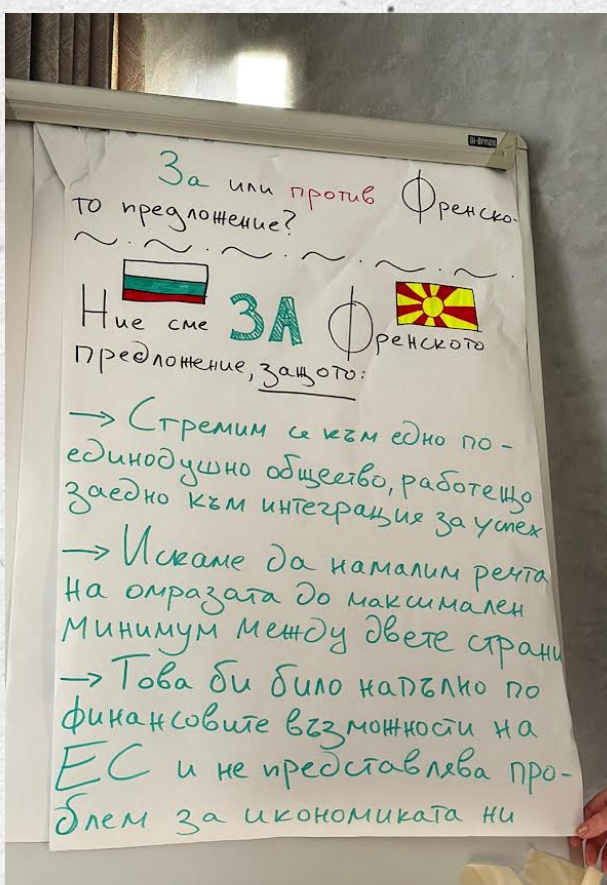 За или против Френско-
то предложение?
Ние сме ЗА Френското
предложение, защото:
→ Стремим се към едно по-
единодушно общество, работещо
заедно към интеграция за успех
→ Искаме да намалим речта
на омразата до максимален
минимум между двете страни
→ Това би било напълно по
финансовите възможности на
ЕС и не представлява про-
блем за икономиката ни